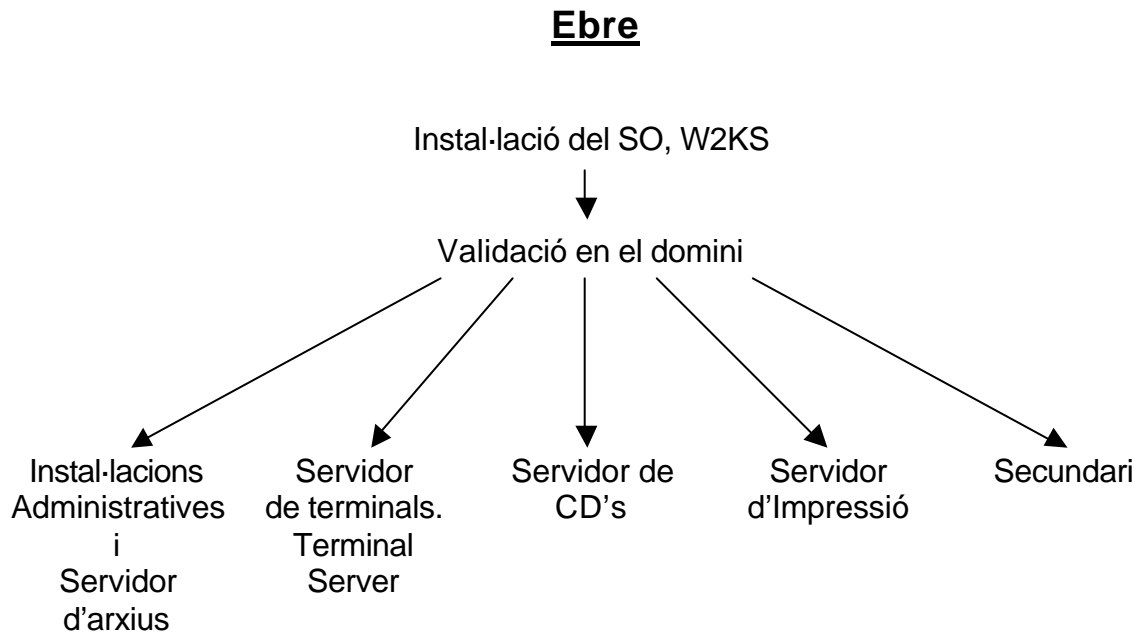 Ebre
Instal·lació del SO, W2KS
Validació en el domini
Instal·lacions
Administratives
i
Servidor
d'arxius
Servidor
de terminals.
Terminal
Server
Servidor de
CD’s
Servidor
d’Impressió
Secundari